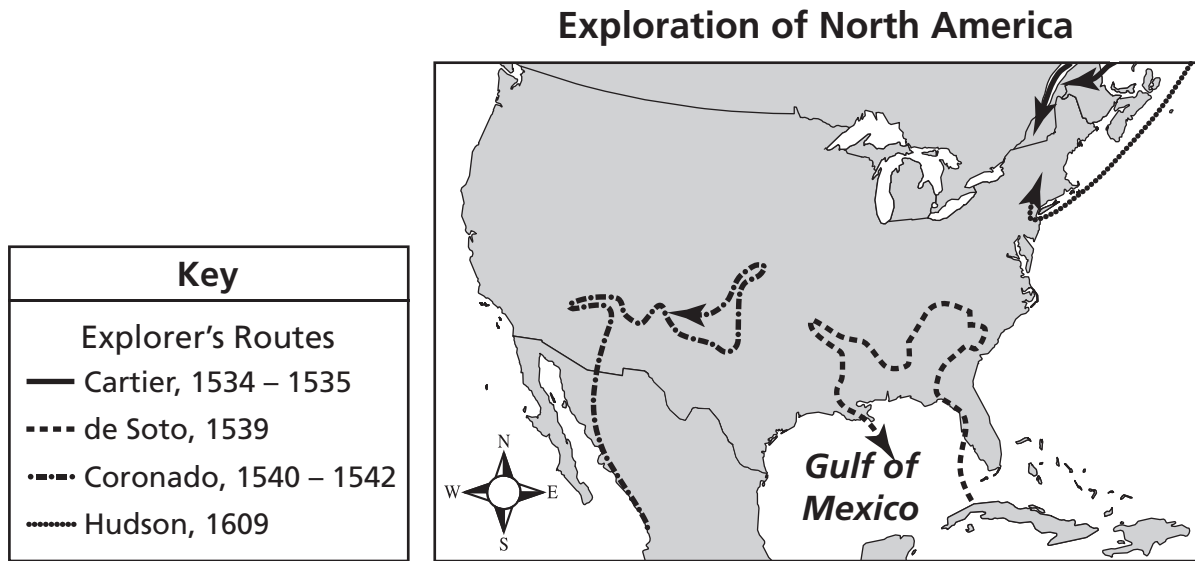 Exploration of North America
Key
Explorer's Routes
Cartier, 1534 – 1535
de Soto, 1539
Coronado, 1540 – 1542
Hudson, 1609
N
W
E
S
Gulf of
Mexico